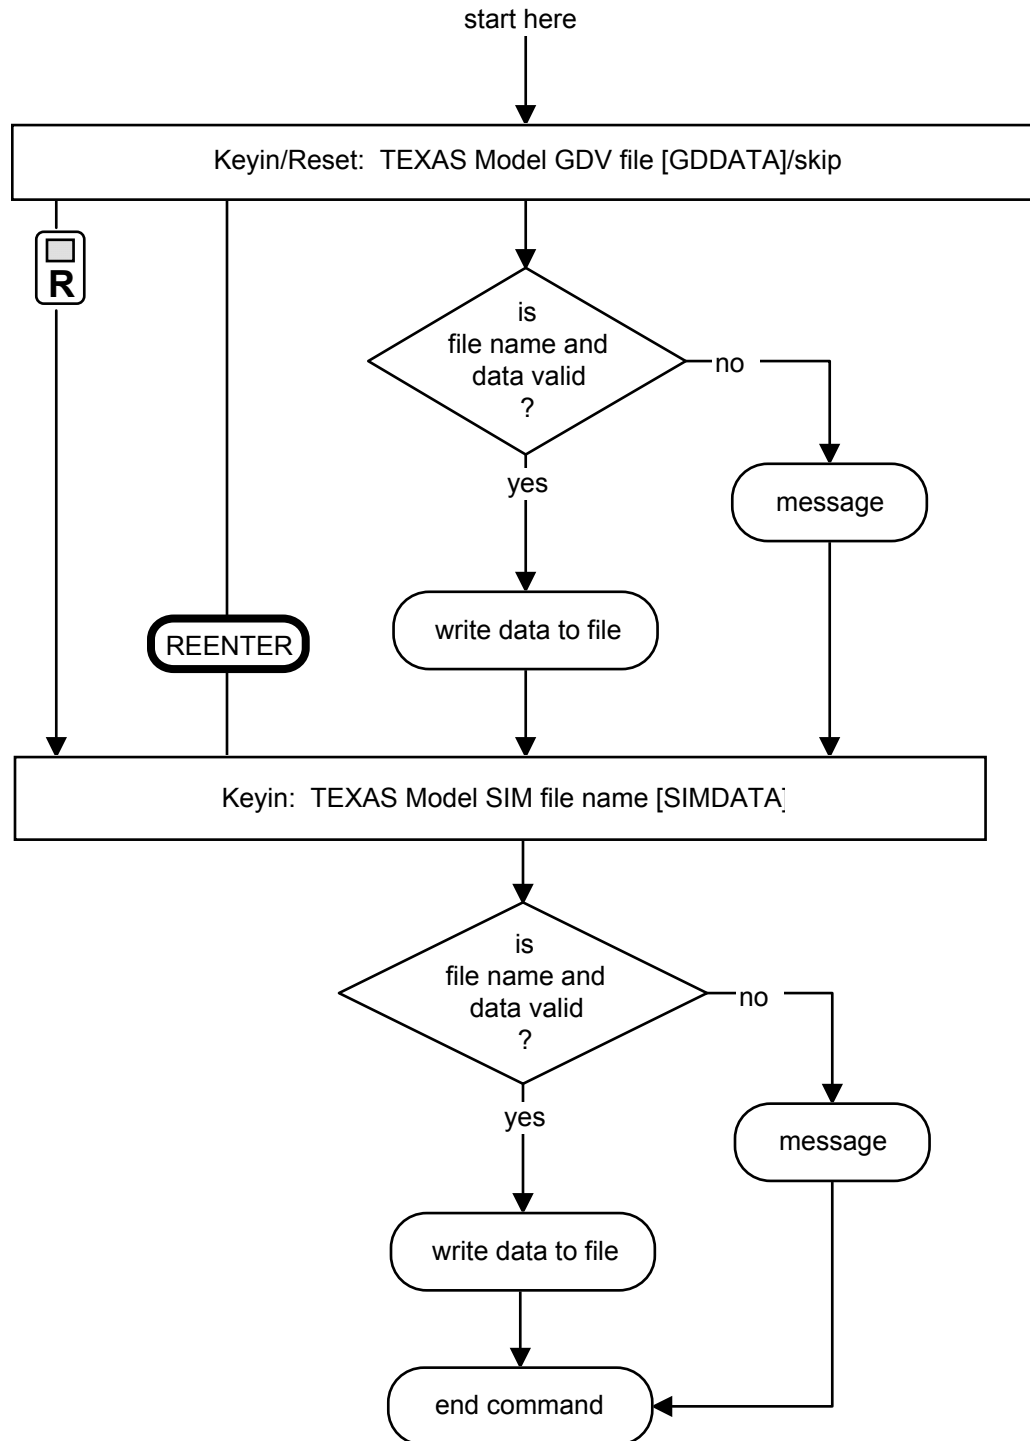 start here
Keyin/Reset: TEXAS Model GDV file [GDDATA]/skip
R
is
file name and
data valid
?
no
yes
message
write data to file
REENTER
Keyin: TEXAS Model SIM file name [SIMDATA]
is
file name and
data valid
?
no
yes
message
write data to file
end command